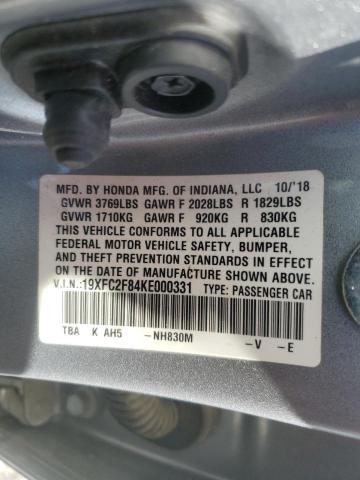 MFD. BY HONDA MFG. OF INDIANA, LLC 10/'18
GVWR 3769LBS GAWR F 2028LBS R 1829LBS
GVWR 1710KG GAWR F 920KG R 830KG
THIS VEHICLE CONFORMS TO ALL APPLICABLE
FEDERAL MOTOR VEHICLE SAFETY, BUMPER,
AND THEFT PREVENTION STANDARDS IN EFFECT
ON THE DATE OF MANUFACTURE SHOWN ABOVE.
V.I.N.:19XFC2F84KE000331 TYPE: PASSENGER CAR
TBA K AH5 -NH830M -V -E